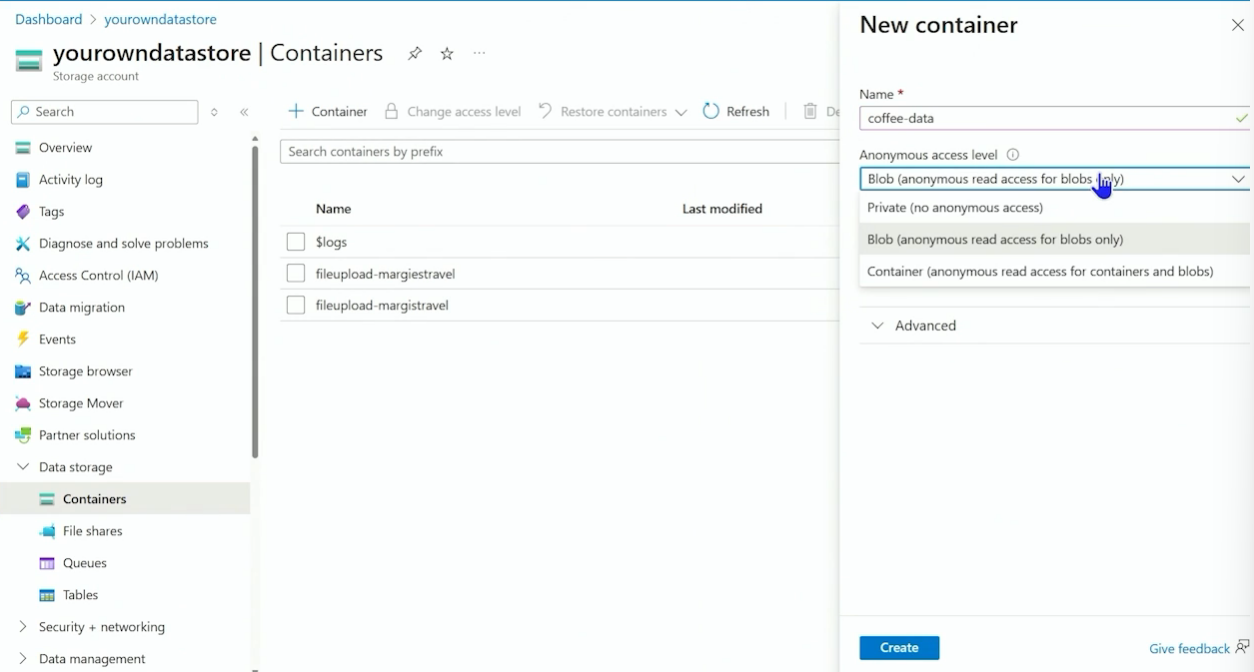 Dashboard > yourowndatastore
yourowndatastore | Containers
Storage account
Search
Overview
Activity log
Tags
Diagnose and solve problems
Access Control (IAM)
Data migration
Events
Storage browser
Storage Mover
Partner solutions
Data storage
Containers
File shares
Queues
Tables
Security + networking
Data management
Container Change access level Restore containers Refresh De
Search containers by prefix
Name Last modified
$logs
fileupload-margiestravel
fileupload-margistravel
New container
Name *
coffee-data
Anonymous access level
Blob (anonymous read access for blobs only)
Private (no anonymous access)
Blob (anonymous read access for blobs only)
Container (anonymous read access for containers and blobs)
Advanced
Create
Give feedback